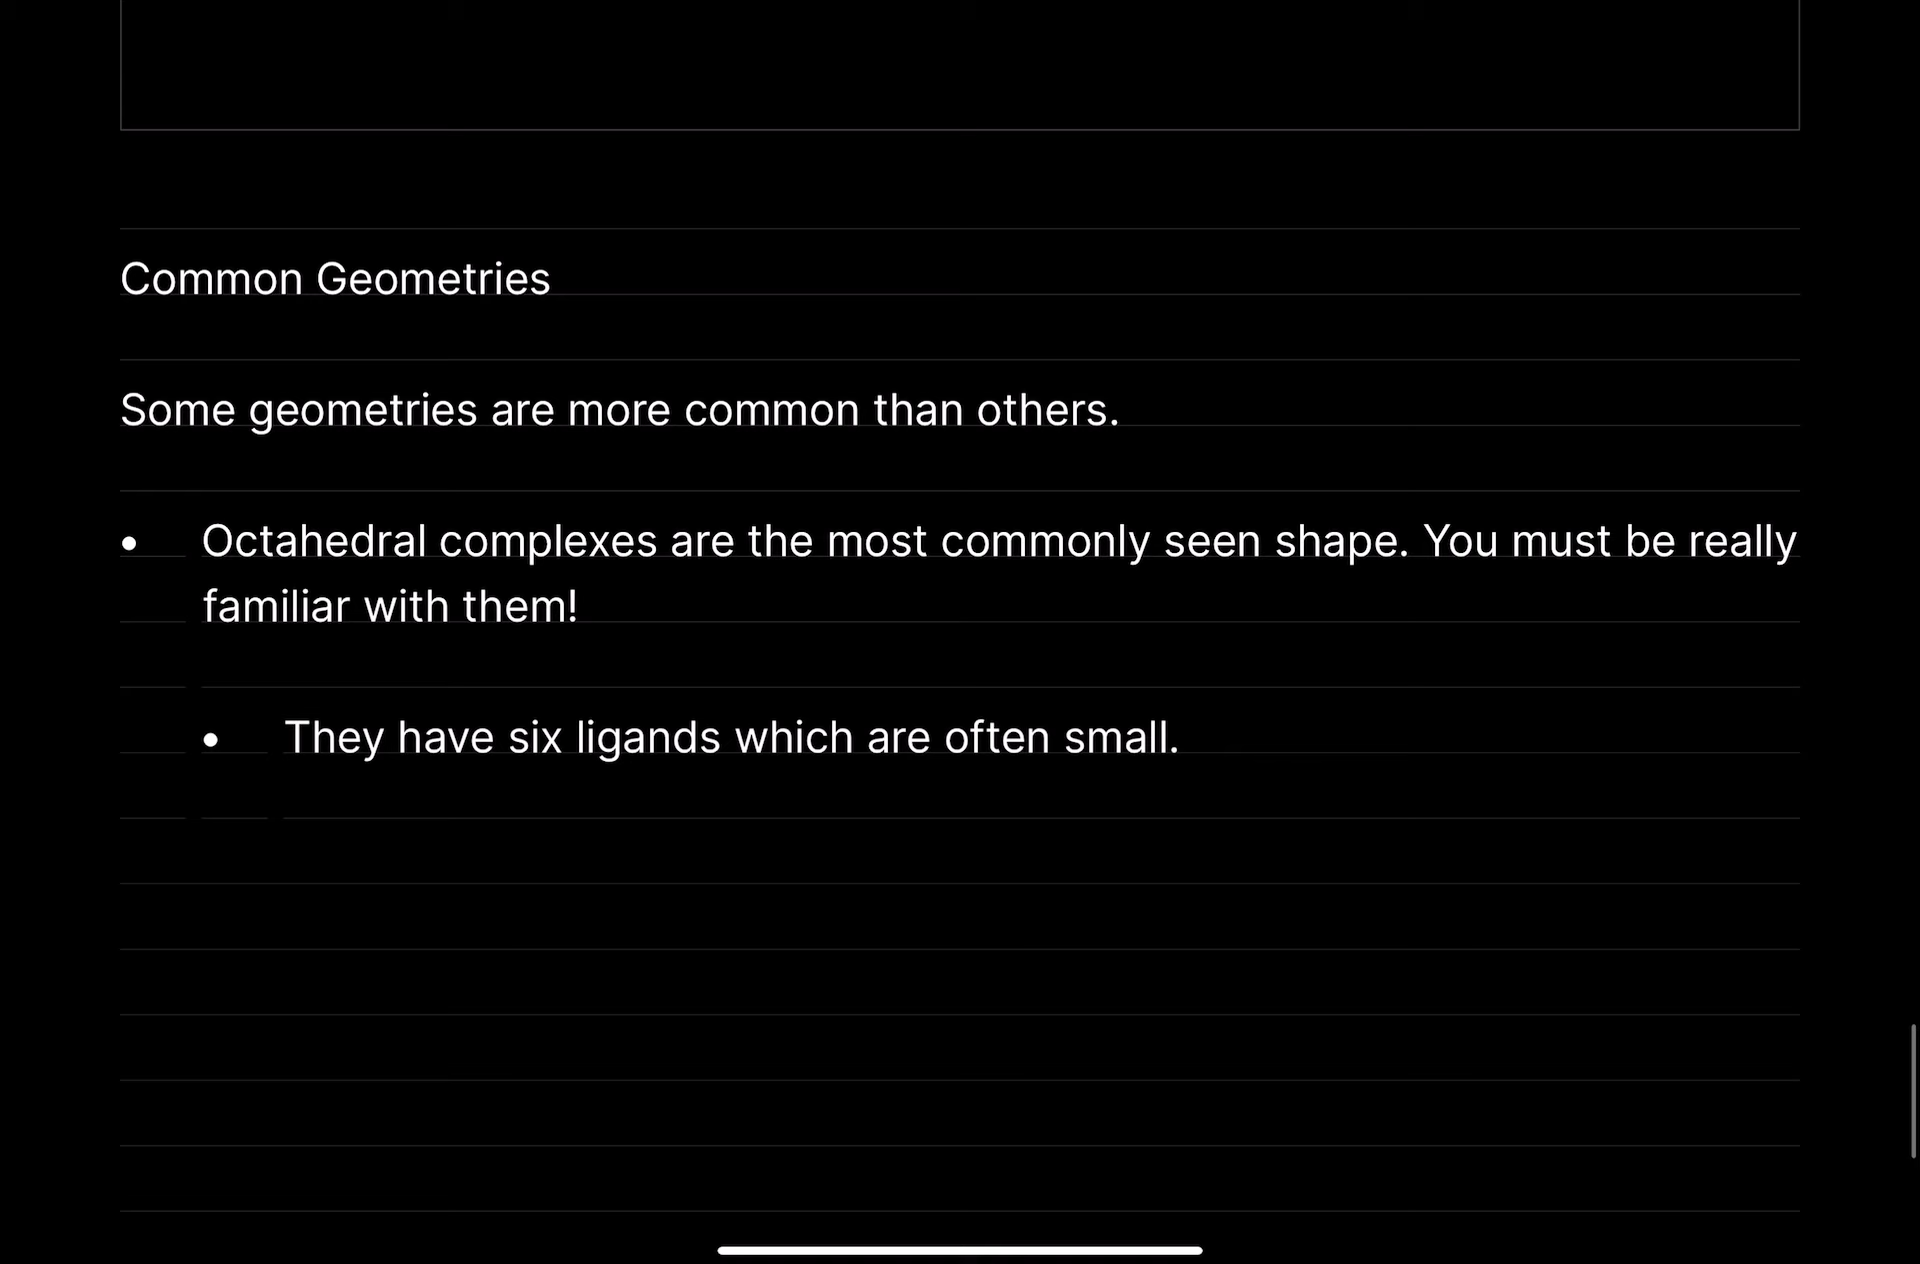 Common Geometries
Some geometries are more common than others.
• Octahedral complexes are the most commonly seen shape. You must be really
familiar with them!
• They have six ligands which are often small.